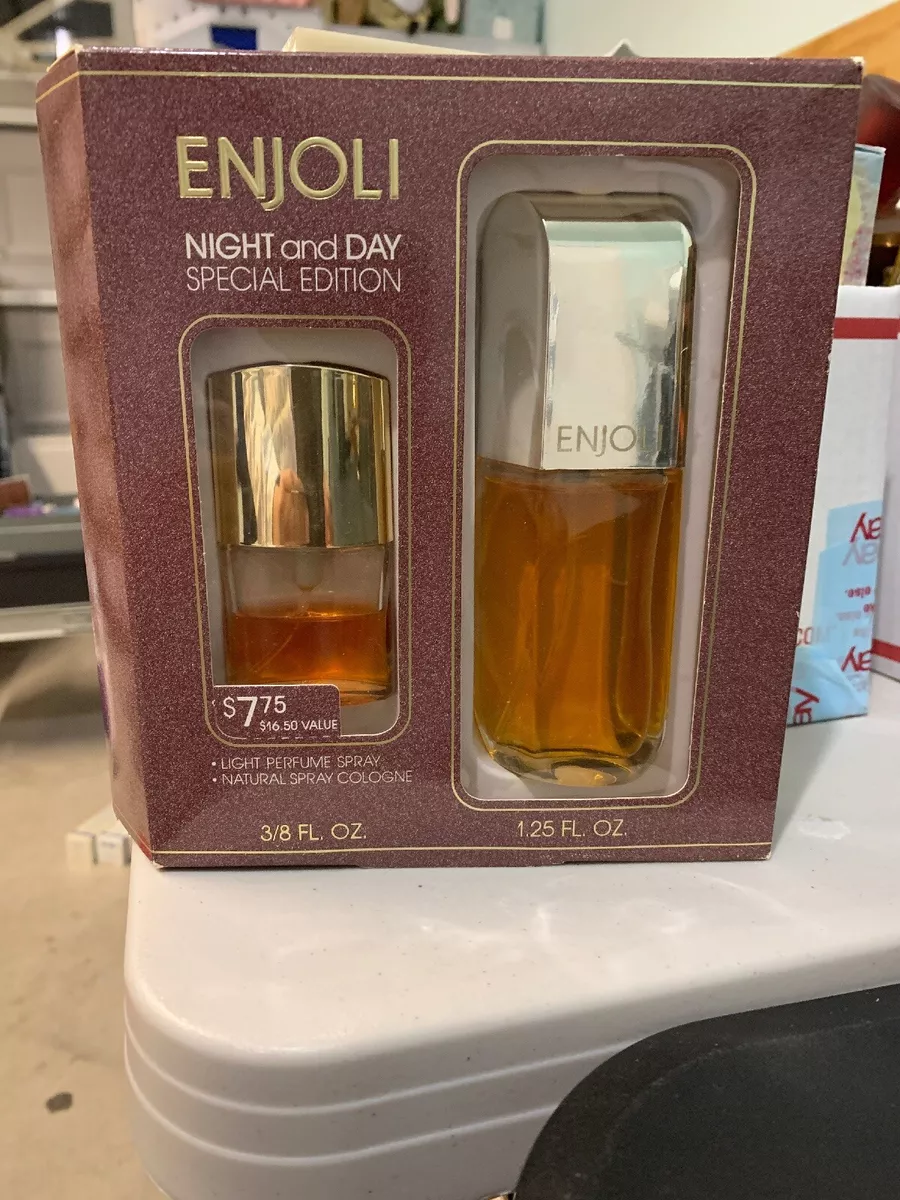 ENJOLI
NIGHT and DAY
SPECIAL EDITION
ENJOLI
$7.75
$16.50 VALUE
• LIGHT PERFUME SPRAY
• NATURAL SPRAY COLOGNE
3/8 FL. OZ.
1.25 FL. OZ.
else.